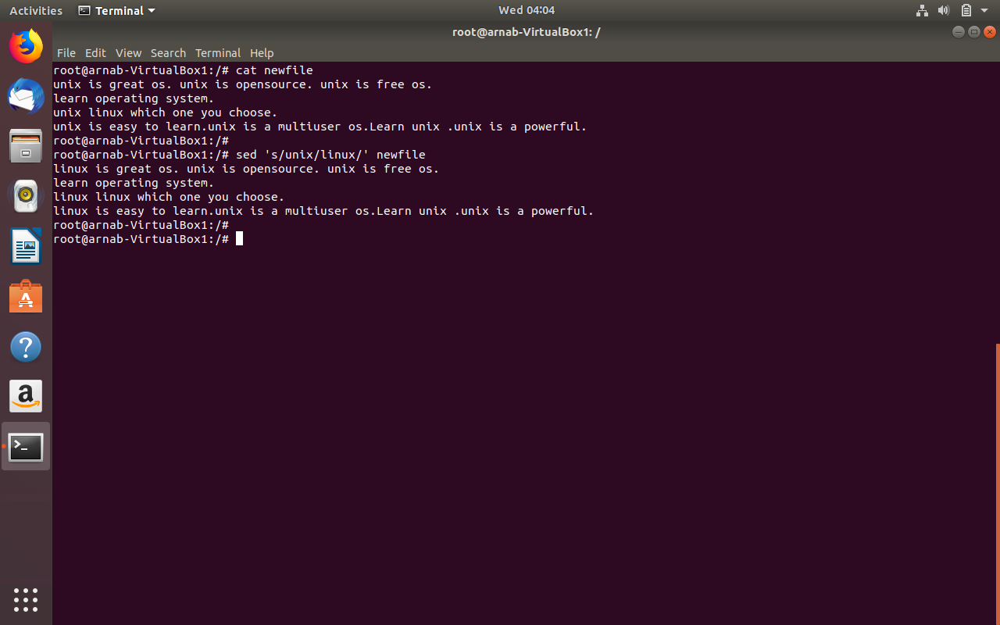 Activities Terminal Wed 04:04
root@arnab-VirtualBox1: /
File Edit View Search Terminal Help
root@arnab-VirtualBox1:/# cat newfile
unix is great os. unix is opensource. unix is free os.
learn operating system.
unix linux which one you choose.
unix is easy to learn.unix is a multiuser os.Learn unix .unix is a powerful.
root@arnab-VirtualBox1:/#
root@arnab-VirtualBox1:/# sed 's/unix/linux/' newfile
linux is great os. unix is opensource. unix is free os.
learn operating system.
linux linux which one you choose.
linux is easy to learn.unix is a multiuser os.Learn unix .unix is a powerful.
root@arnab-VirtualBox1:/#
root@arnab-VirtualBox1:/#